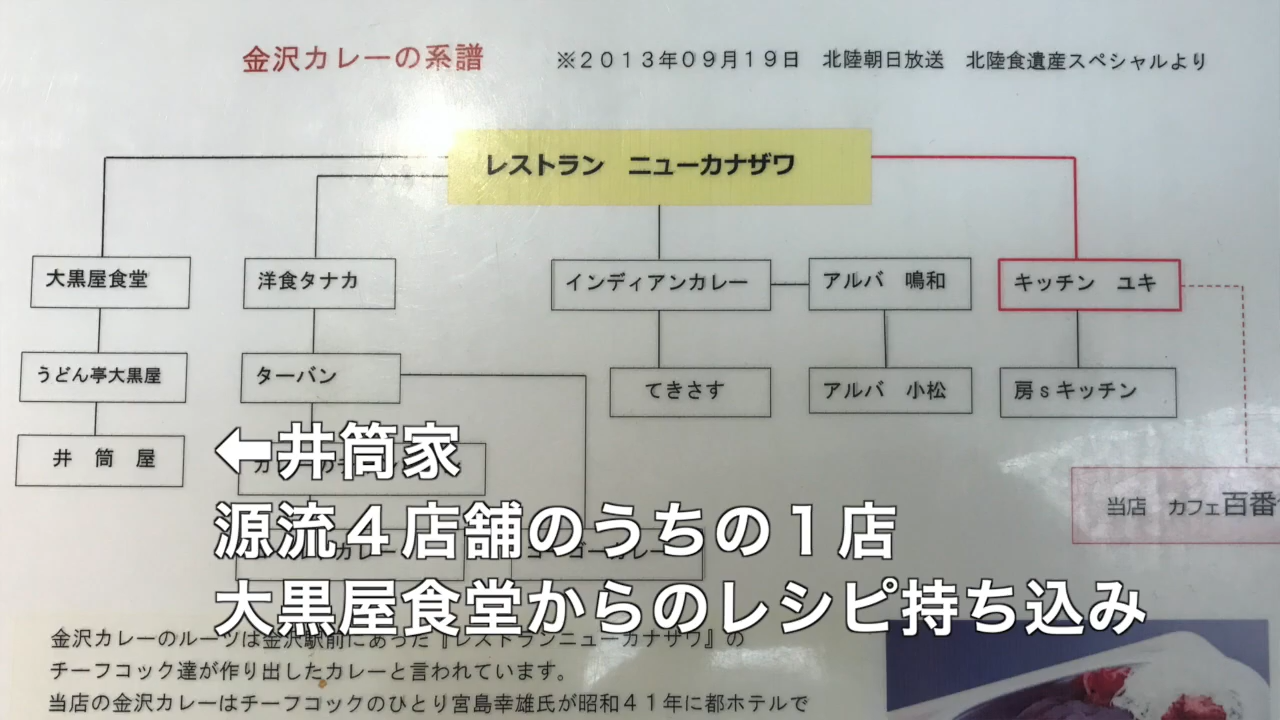 金沢カレーの系譜
※2013年09月19日 北陸朝日放送 北陸食遺産スペシャルより
レストラン ニューカナザワ
大黒屋食堂
洋食タナカ
インディアンカレー
アルバ 鳴和
キッチン ユキ
うどん亭大黒屋
ターバン
てきさす
アルバ 小松
房sキッチン
井筒屋
←井筒家
当店 カフェ百番
源流4店舗のうちの1店
カレー
ゴーゴーカレー
大黒屋食堂からのレシピ持ち込み
金沢カレーのルーツは金沢駅前にあった『レストランニューカナザワ』の
チーフコック達が作り出したカレーと言われています。
当店の金沢カレーはチーフコックのひとり宮島幸雄氏が昭和41年に都ホテルで